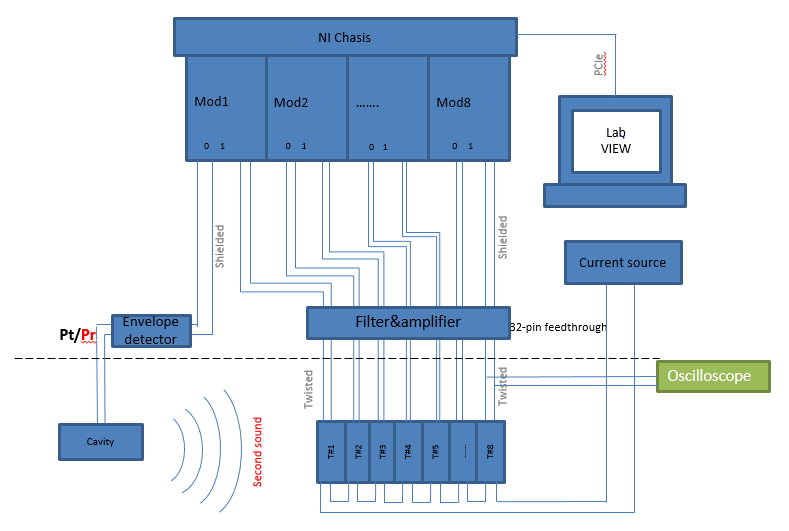 NI Chasis
PCIe
Mod1
Mod2
.......
Mod8
0 1
0 1
0 1
0 1
Lab
VIEW
Shielded
Shielded
Current source
Envelope
detector
Filter&amplifier
32-pin feedthrough
Pt/Pr
Twisted
Twisted
Oscilloscope
Cavity
Second sound
T#1
T#2
T#3
T#4
T#5
......
T#8